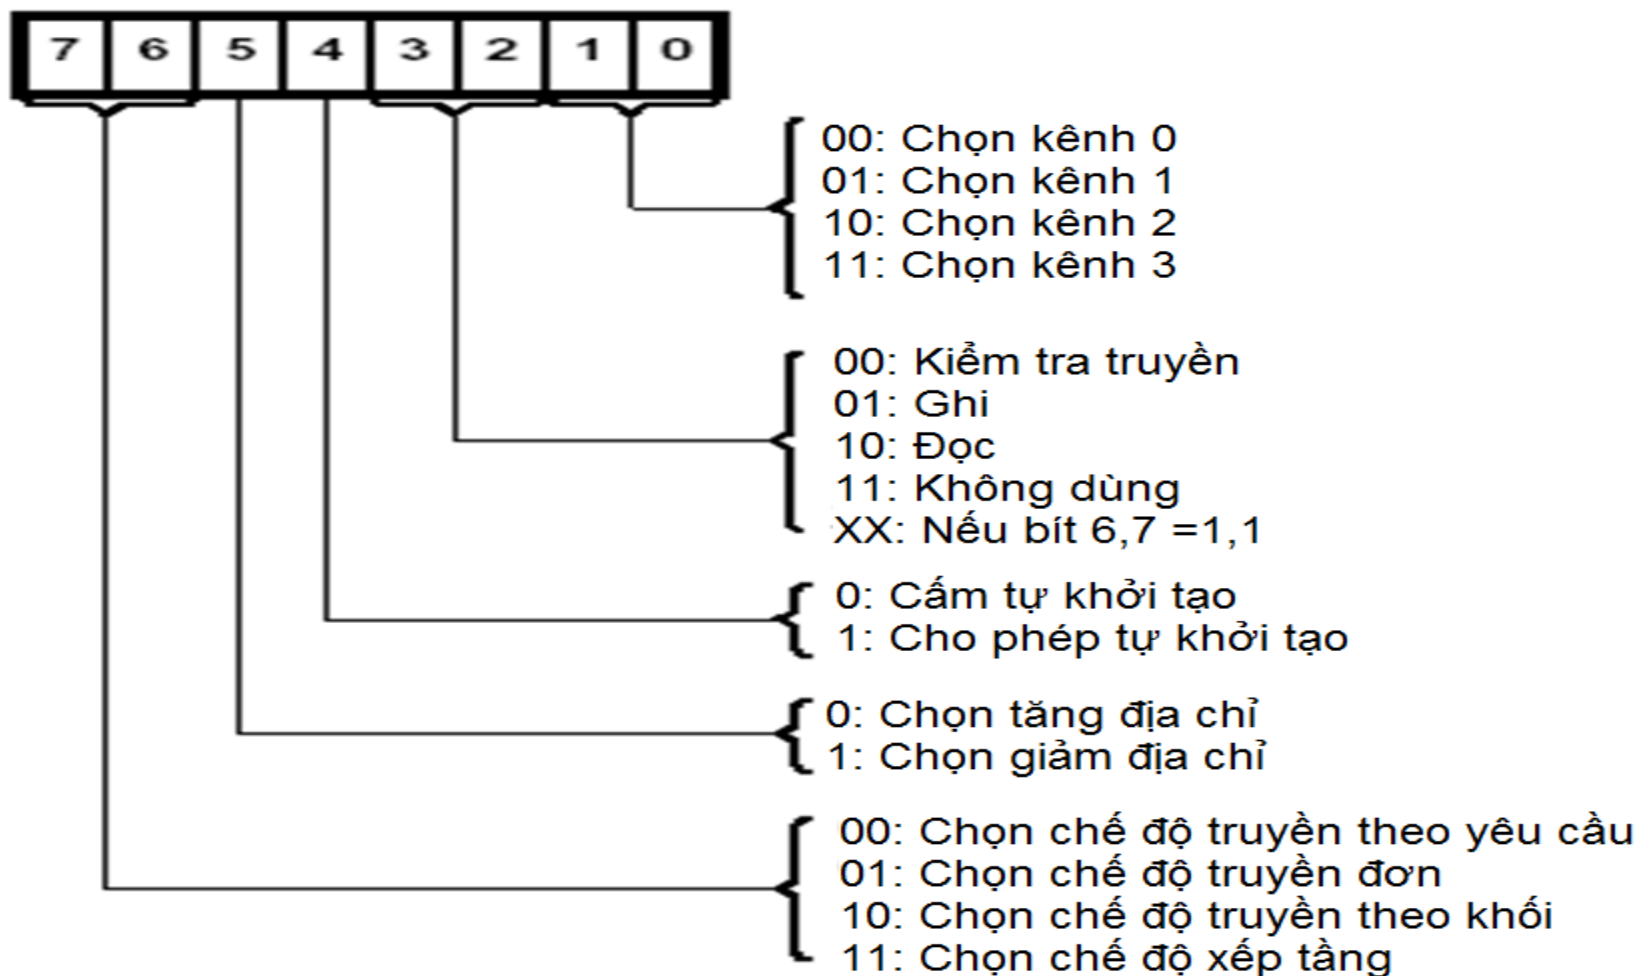 7 6 5 4 3 2 1 0
00: Chọn kênh 0
01: Chọn kênh 1
10: Chọn kênh 2
11: Chọn kênh 3
00: Kiểm tra truyền
01: Ghi
10: Đọc
11: Không dùng
XX: Nếu bít 6,7 =1,1
0: Cấm tự khởi tạo
1: Cho phép tự khởi tạo
0: Chọn tăng địa chỉ
1: Chọn giảm địa chỉ
00: Chọn chế độ truyền theo yêu cầu
01: Chọn chế độ truyền đơn
10: Chọn chế độ truyền theo khối
11: Chọn chế độ xếp tầng